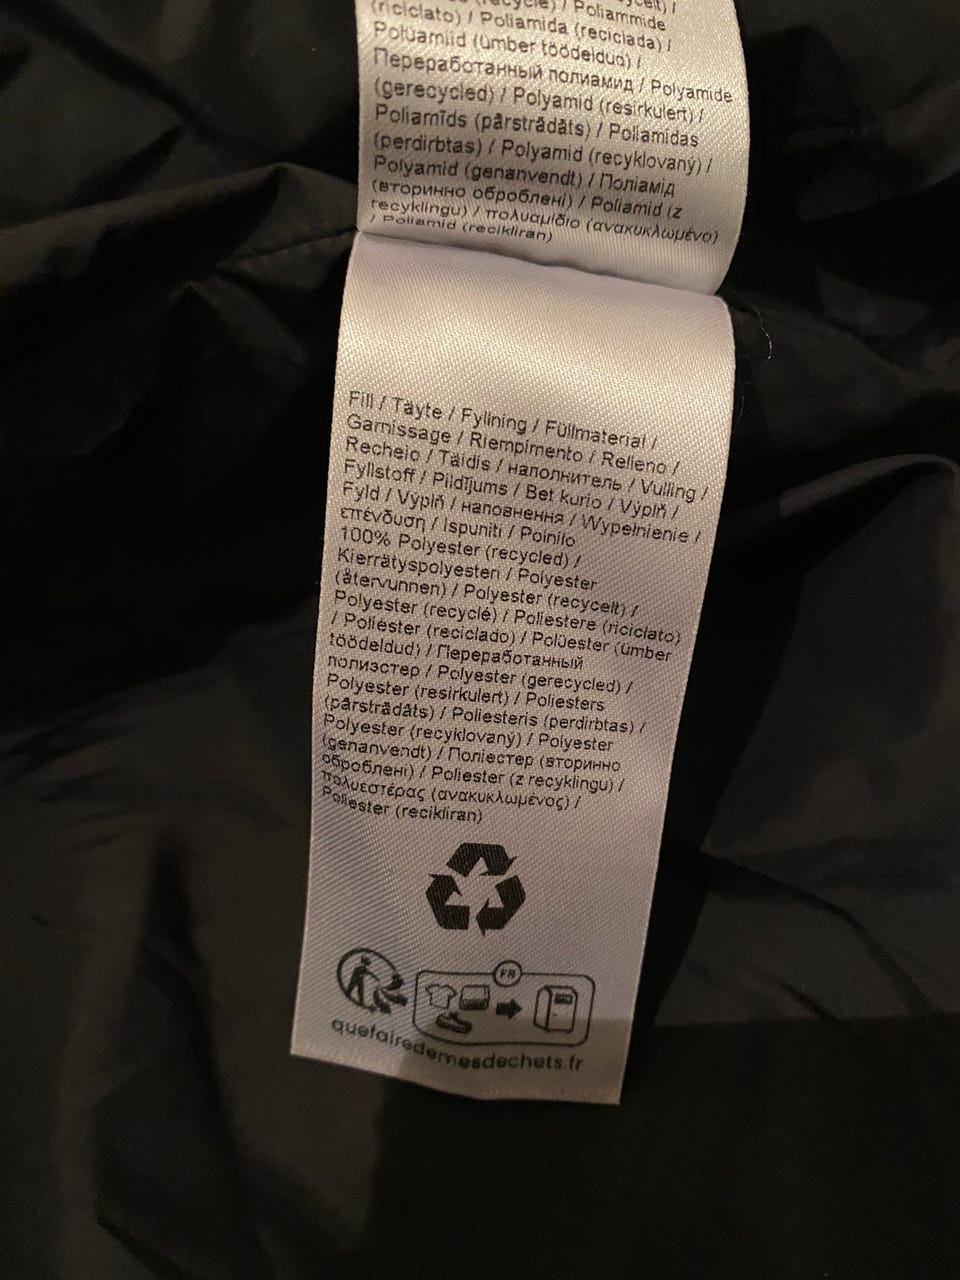 (riciclato) / Poliamida (reciclada) /
Polüamiid (ümber töödeldud) /
Переработанный полиамид / Polyamide
(gerecycled) / Polyamid (resirkulert) /
Poliamīds (pārstrādāts) / Poliamidas
(perdirbtas) / Polyamid (recyklovaný) /
Polyamid (genanvendt) / Поліамід
(вторинно оброблені) / Poliamid (z
recyklingu) / πολυαμίδιο (ανακυκλωμένο)
/ Poliamid (recikliran)
Fill / Täyte / Fyllning / Füllmaterial /
Garnissage / Riempimento / Relleno /
Recheio / Täidis / наполнитель / Vulling /
Fyllstoff / Pildījums / Bet kurio / Výplň /
Fyld / Výplň / наповнення / Wypełnienie /
επένδυση / Ispuniti / Polnilo
100% Polyester (recycled) /
Kierrätyspolyesteri / Polyester
(återvunnen) / Polyester (recycelt) /
Polyester (recyclé) / Poliestere (riciclato)
/ Poliéster (reciclado) / Polüester (ümber
töödeldud) / Переработанный
полиэстер / Polyester (gerecycled) /
Polyester (resirkulert) / Poliesters
(pārstrādāts) / Poliesteris (perdirbtas) /
Polyester (recyklovaný) / Polyester
(genanvendt) / Поліестер (вторинно
оброблені) / Poliester (z recyklingu) /
πολυεστέρας (ανακυκλωμένος) /
Poliester (recikliran)
FR
quefairedemesdechets.fr